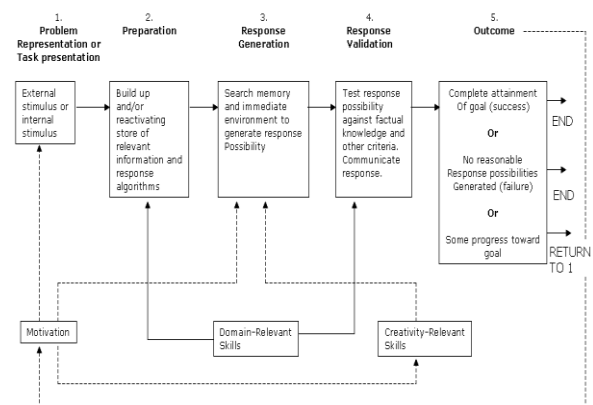 1.
Problem
Representation or
Task presentation
2.
Preparation
3.
Response
Generation
4.
Response
Validation
5.
Outcome
External
stimulus or
internal
stimulus
Build up
and/or
reactivating
store of
relevant
information and
response
algorithms
Search memory
and immediate
environment to
generate response
Possibility
Test response
possibility
against factual
knowledge and
other criteria.
Communicate
response.
Complete attainment
Of goal (success)
Or
No reasonable
Response possibilities
Generated (failure)
Or
Some progress toward
goal
END
END
RETURN
TO 1
Motivation
Domain-Relevant
Skills
Creativity-Relevant
Skills